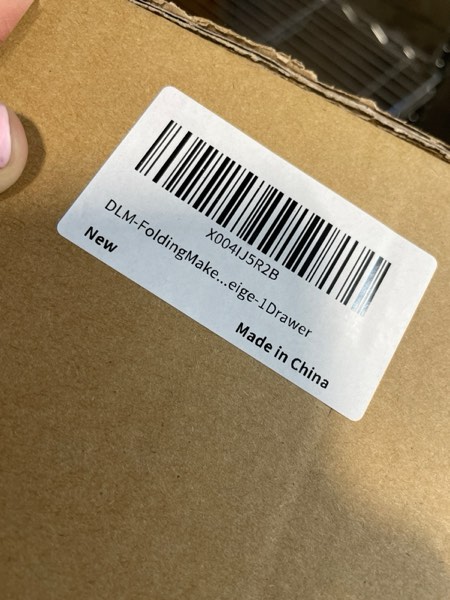 X004IJ5R2B
DLM-FoldingMake...eige-1Drawer
New
Made in China